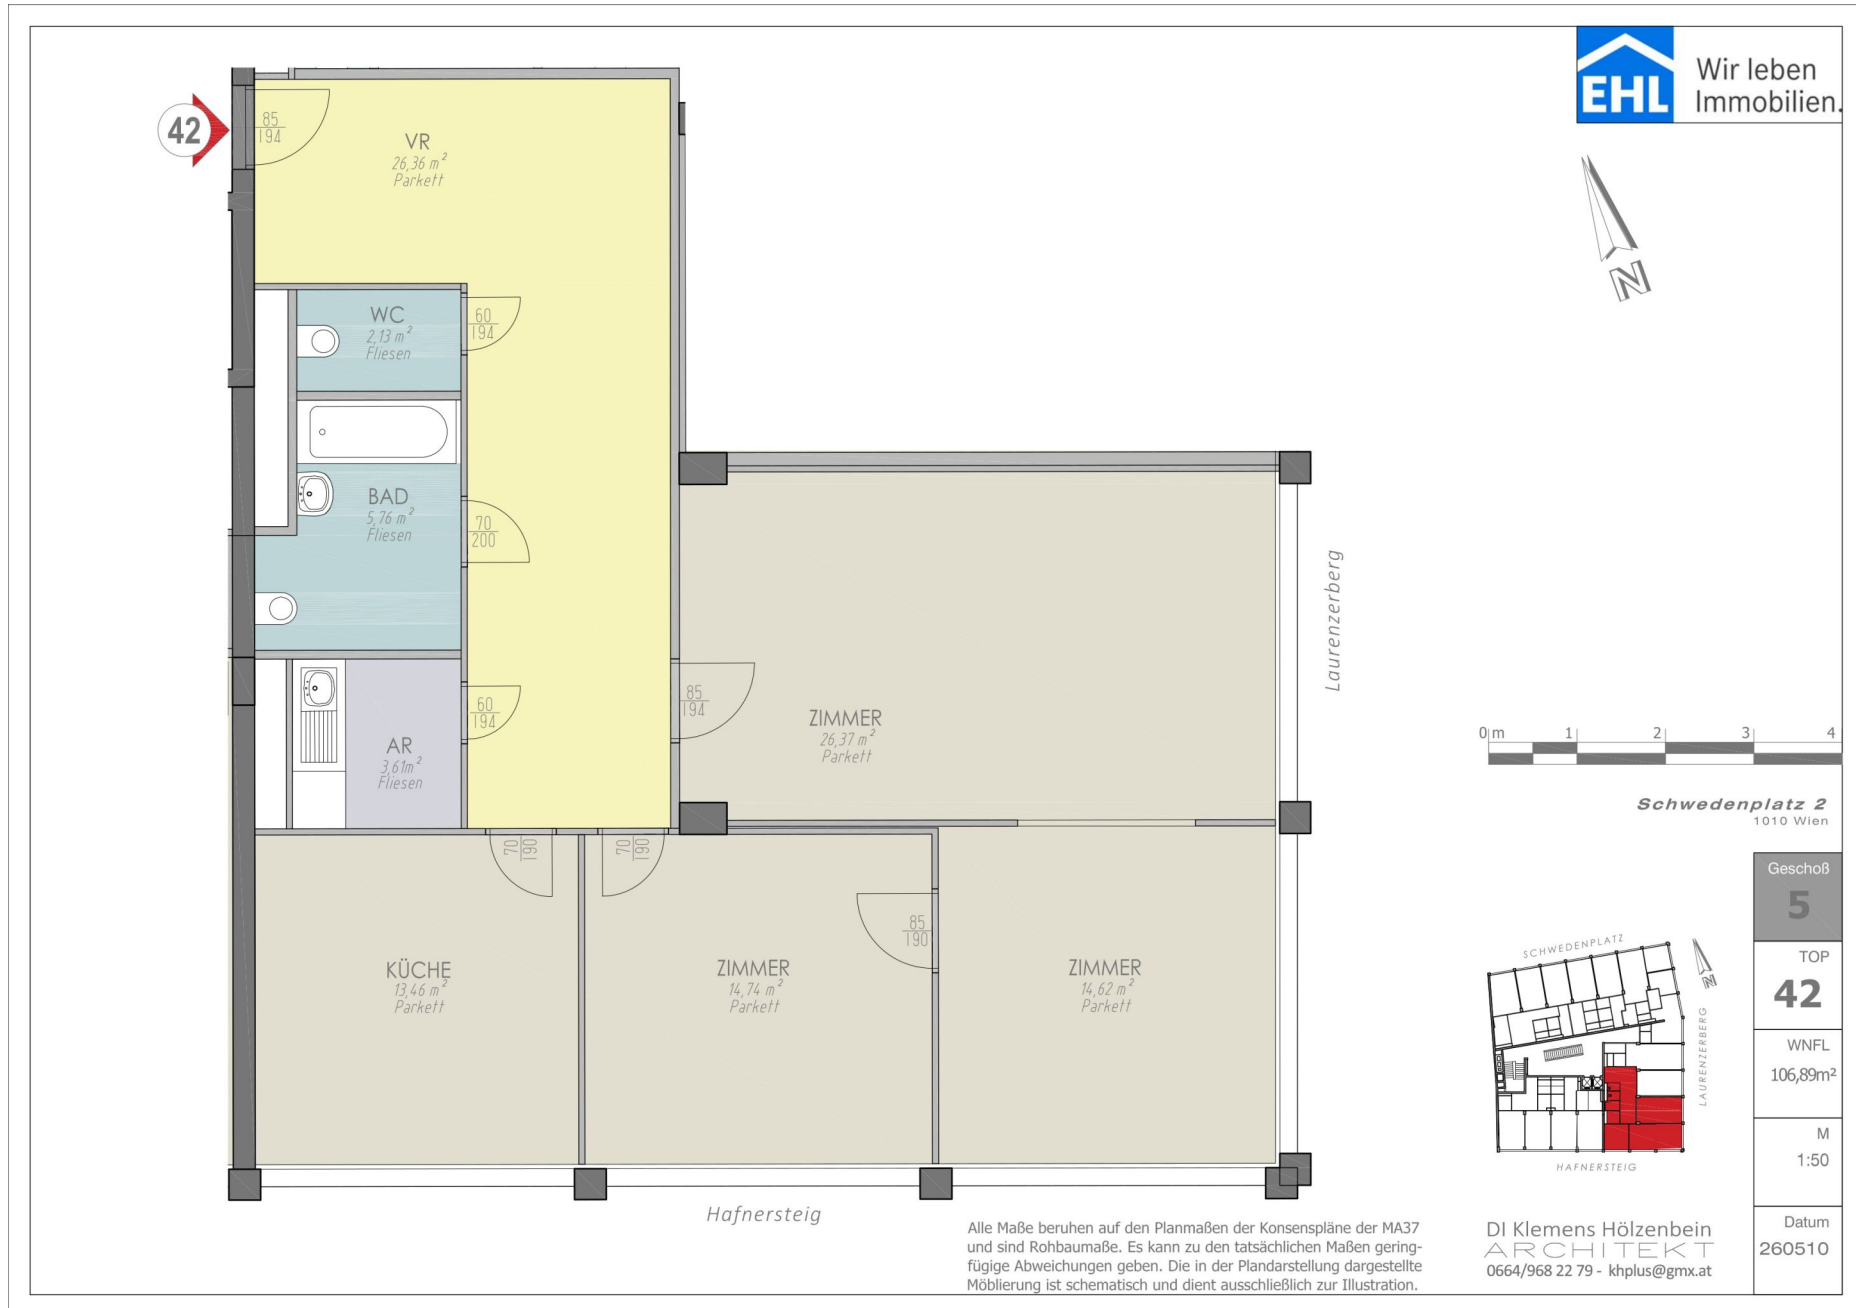 EHL
Wir leben
Immobilien.
42
85
194
VR
26,36 m²
Parkett
N
WC
2,13 m²
Fliesen
60
194
BAD
5,76 m²
Fliesen
70
200
Laurenzerberg
AR
3,61m²
Fliesen
60
194
85
194
ZIMMER
26,37 m²
Parkett
0 m 1 2 3 4
Schwedenplatz 2
1010 Wien
70
190
70
190
85
190
KÜCHE
13,46 m²
Parkett
ZIMMER
14,74 m²
Parkett
ZIMMER
14,62 m²
Parkett
Geschoß
5
TOP
42
WNFL
106,89m²
M
1:50
Datum
260510
SCHWEDENPLATZ
N
LAURENZERBERG
HAFNERSTEIG
Hafnersteig
Alle Maße beruhen auf den Planmaßen der Konsenspläne der MA37
und sind Rohbaumaße. Es kann zu den tatsächlichen Maßen gering-
fügige Abweichungen geben. Die in der Plandarstellung dargestellte
Möblierung ist schematisch und dient ausschließlich zur Illustration.
DI Klemens Hölzenbein
ARCHITEKT
0664/968 22 79 - khplus@gmx.at